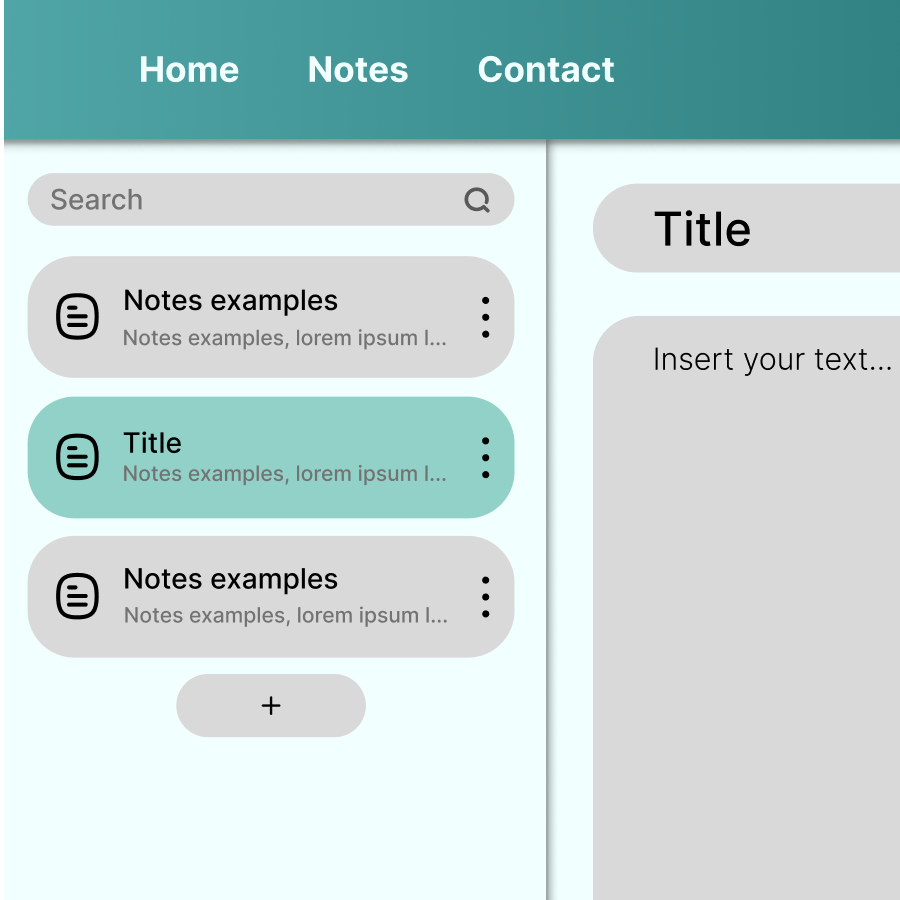 Home Notes Contact
Search
Notes examples
Notes examples, lorem ipsum l...
Title
Notes examples, lorem ipsum l...
Notes examples
Notes examples, lorem ipsum l...
+
Title
Insert your text...